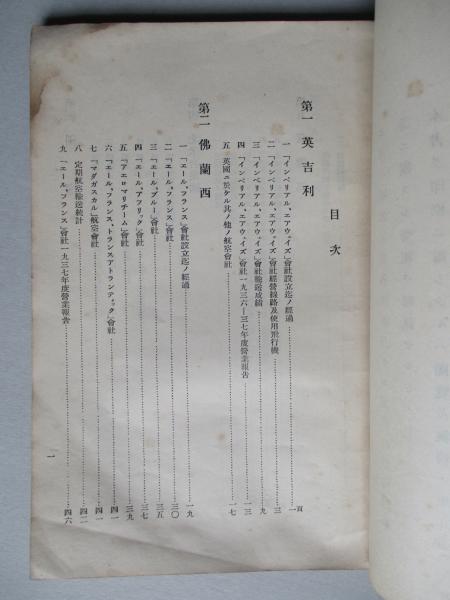 目次
第一 英吉利
一 「インペリアル、エアウェイズ」會社設立迄ノ經過……一頁
二 「インペリアル、エアウェイズ」會社經營線路及使用飛行機……三
三 「インペリアル、エアウェイズ」會社輸送成績……九
四 「インペリアル、エアウェイズ」會社一九三六―三七年度營業報告……一三
五 英國ニ於ケル其ノ他ノ航空會社……一七
第二 佛蘭西
一 「エール、フランス」會社設立迄ノ經過……一九
二 「エール、フランス」會社……三〇
三 「エール、ブルー」會社……三五
四 「エール、アフリック」會社……三七
五 「アエロマリチーム」會社……三九
六 「エール、フランス、トランスアトランティック」會社……四一
七 「マダガスカル」航空會社……四一
八 定期航空輸送統計……四二
九 「エール、フランス」會社一九三七年度營業報告……四六
一